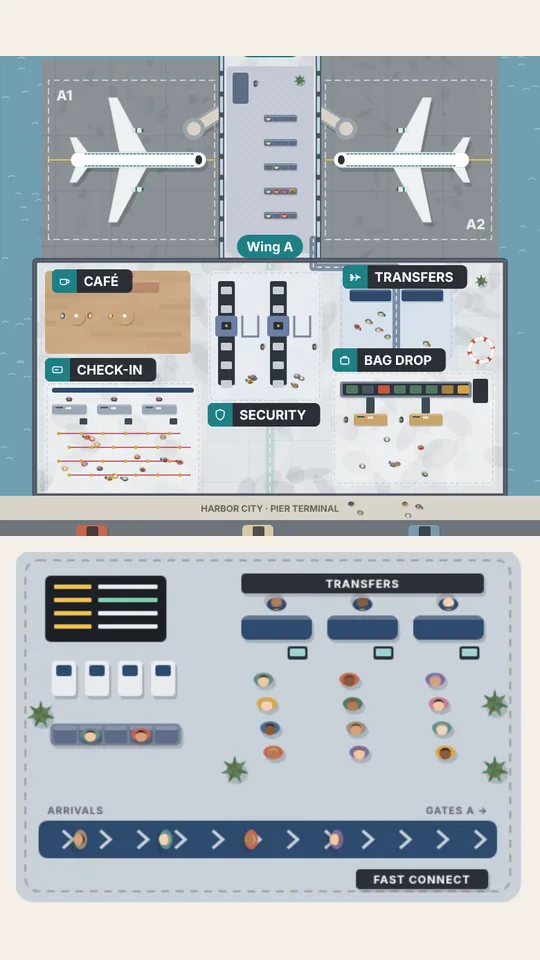 A1
A2
Wing A
CAFÉ
TRANSFERS
CHECK-IN
BAG DROP
SECURITY
HARBOR CITY · PIER TERMINAL
TRANSFERS
ARRIVALS
GATES A →
FAST CONNECT